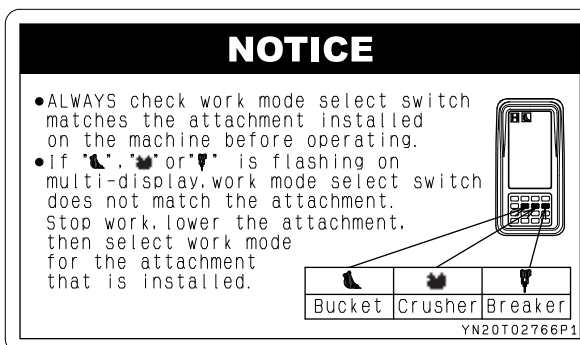 NOTICE
●ALWAYS check work mode select switch
matches the attachment installed
on the machine before operating.
●If " ", " " or " " is flashing on
multi-display, work mode select switch
does not match the attachment.
Stop work, lower the attachment,
then select work mode
for the attachment
that is installed.
Bucket Crusher Breaker
YN20T02766P1